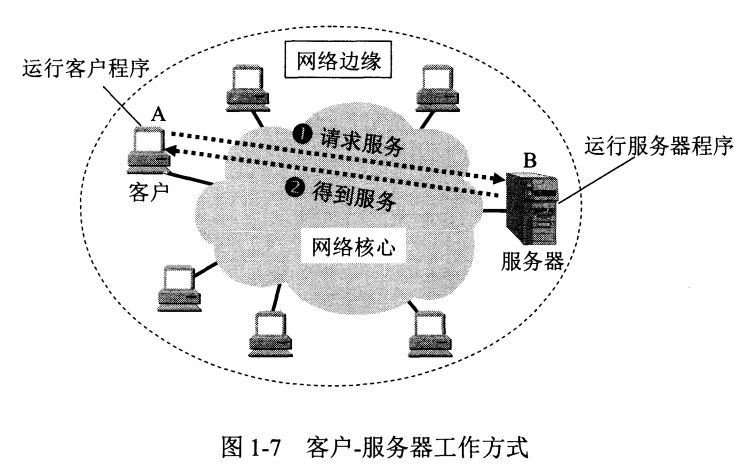 网络边缘
运行客户程序
A
❶ 请求服务
B
运行服务器程序
客户
❷ 得到服务
网络核心
服务器
图 1-7 客户-服务器工作方式